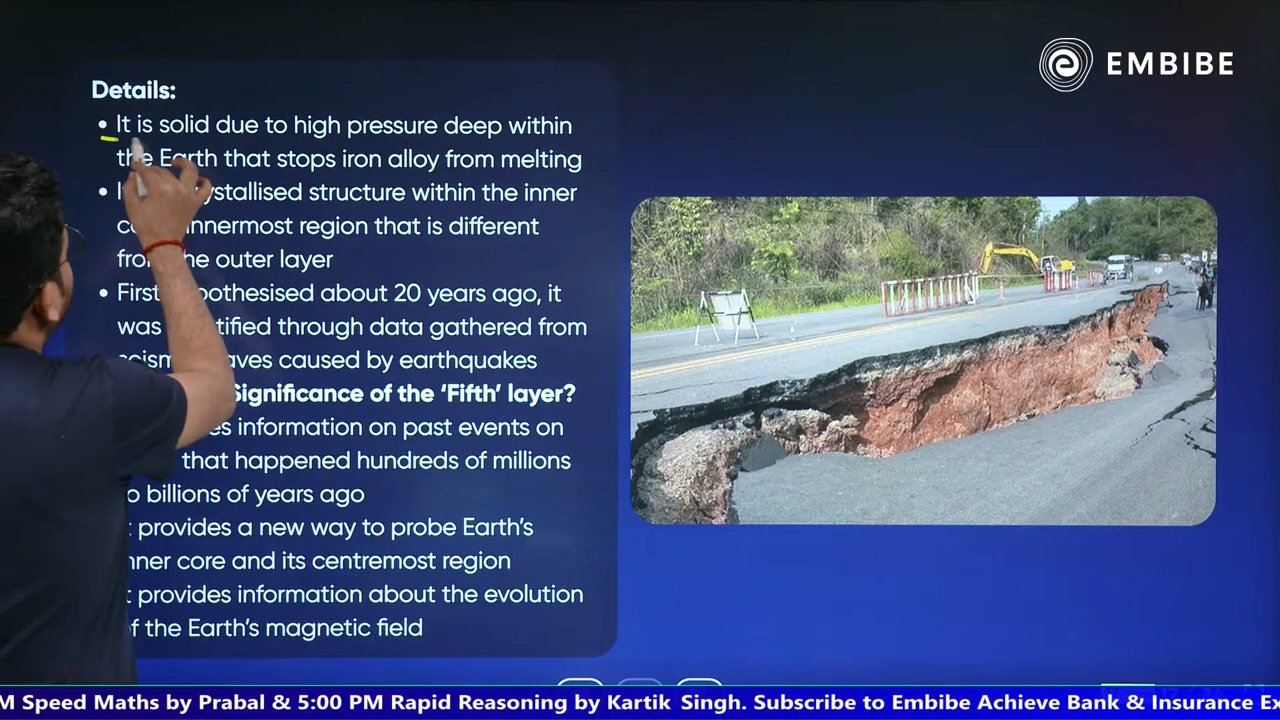 EMBIBE
Details:
• It is solid due to high pressure deep within
the Earth that stops iron alloy from melting
• ystallised structure within the inner
innermost region that is different
from the outer layer
• First pothesised about 20 years ago, it
was tified through data gathered from
seism aves caused by earthquakes
Significance of the ‘Fifth’ layer?
es information on past events on
that happened hundreds of millions
o billions of years ago
t provides a new way to probe Earth’s
nner core and its centremost region
t provides information about the evolution
of the Earth’s magnetic field
M Speed Maths by Prabal & 5:00 PM Rapid Reasoning by Kartik Singh. Subscribe to Embibe Achieve Bank & Insurance Ex